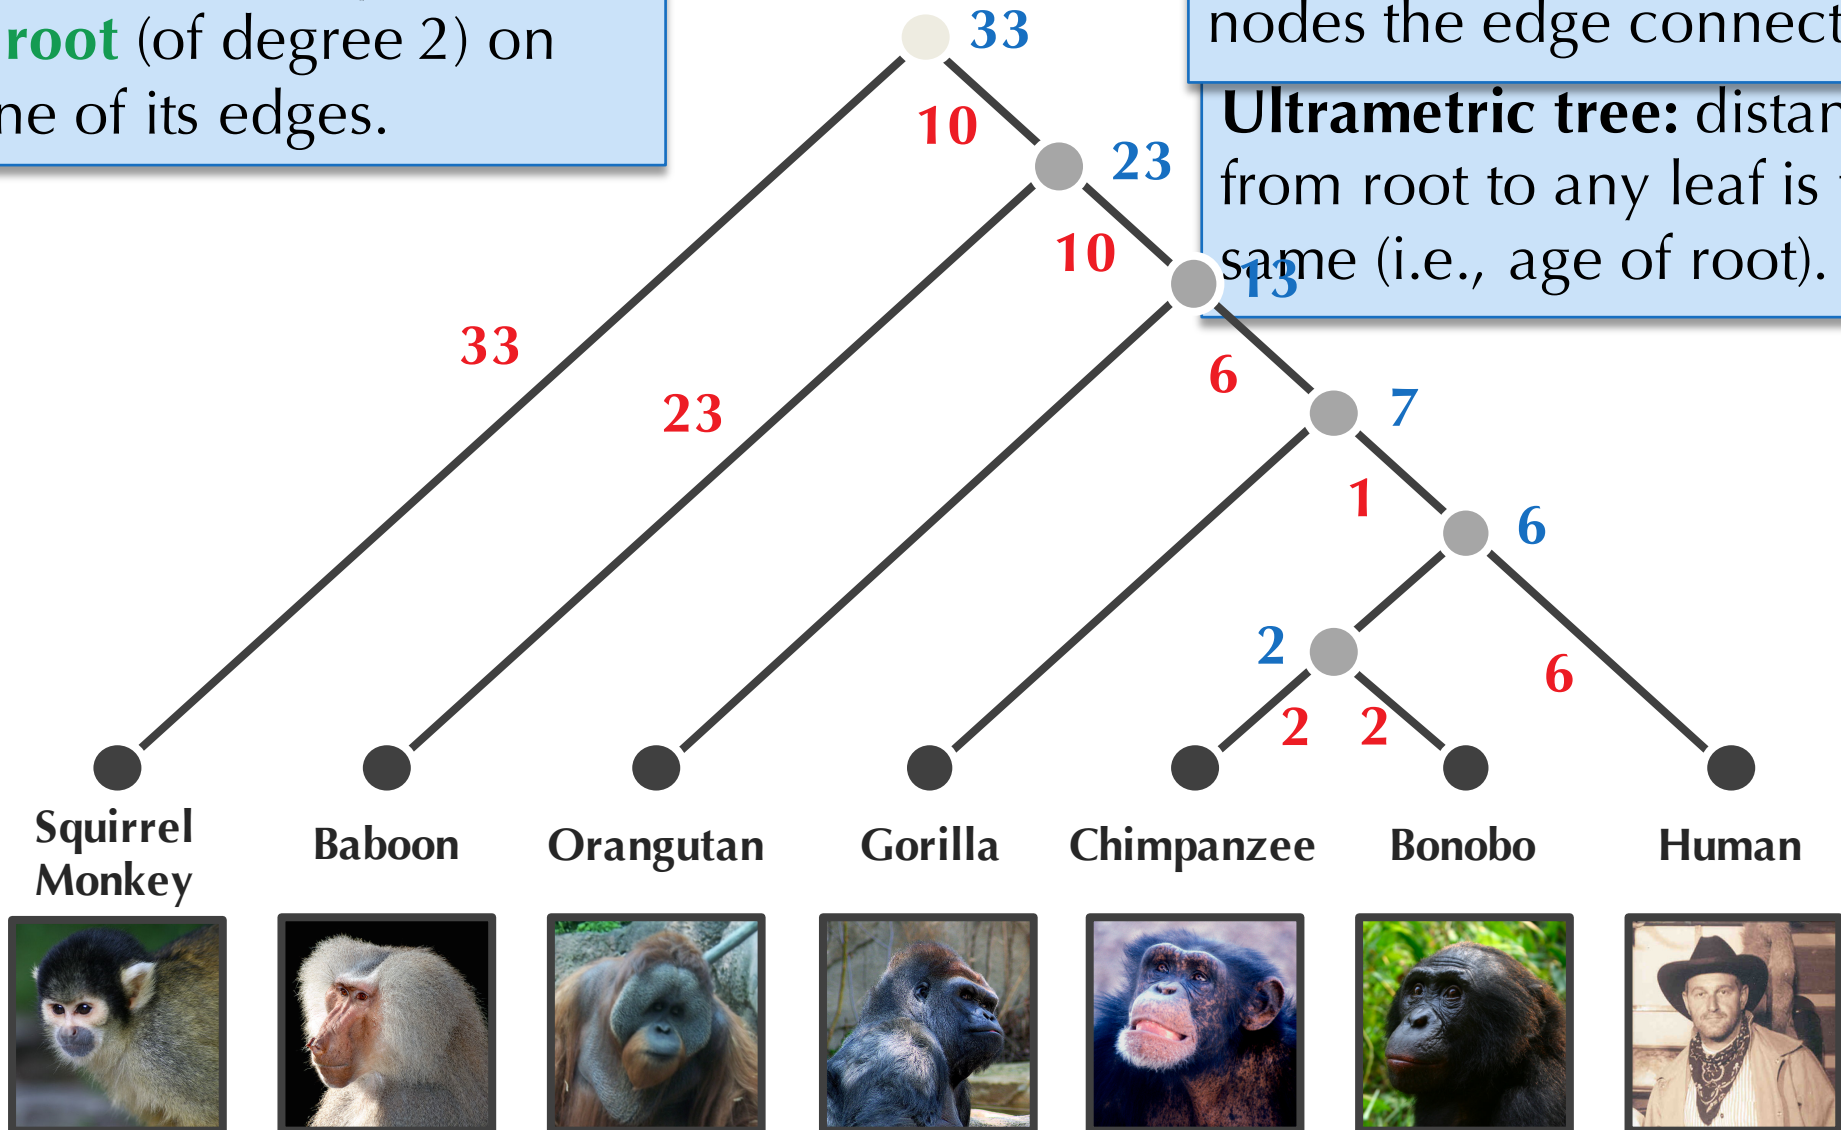 root (of degree 2) on
ne of its edges.
nodes the edge connect
Ultrametric tree: distan
from root to any leaf is
same (i.e., age of root).
33
10
23
10
13
33
23
6
7
1
6
2
6
2
2
Squirrel
Monkey
Baboon
Orangutan
Gorilla
Chimpanzee
Bonobo
Human